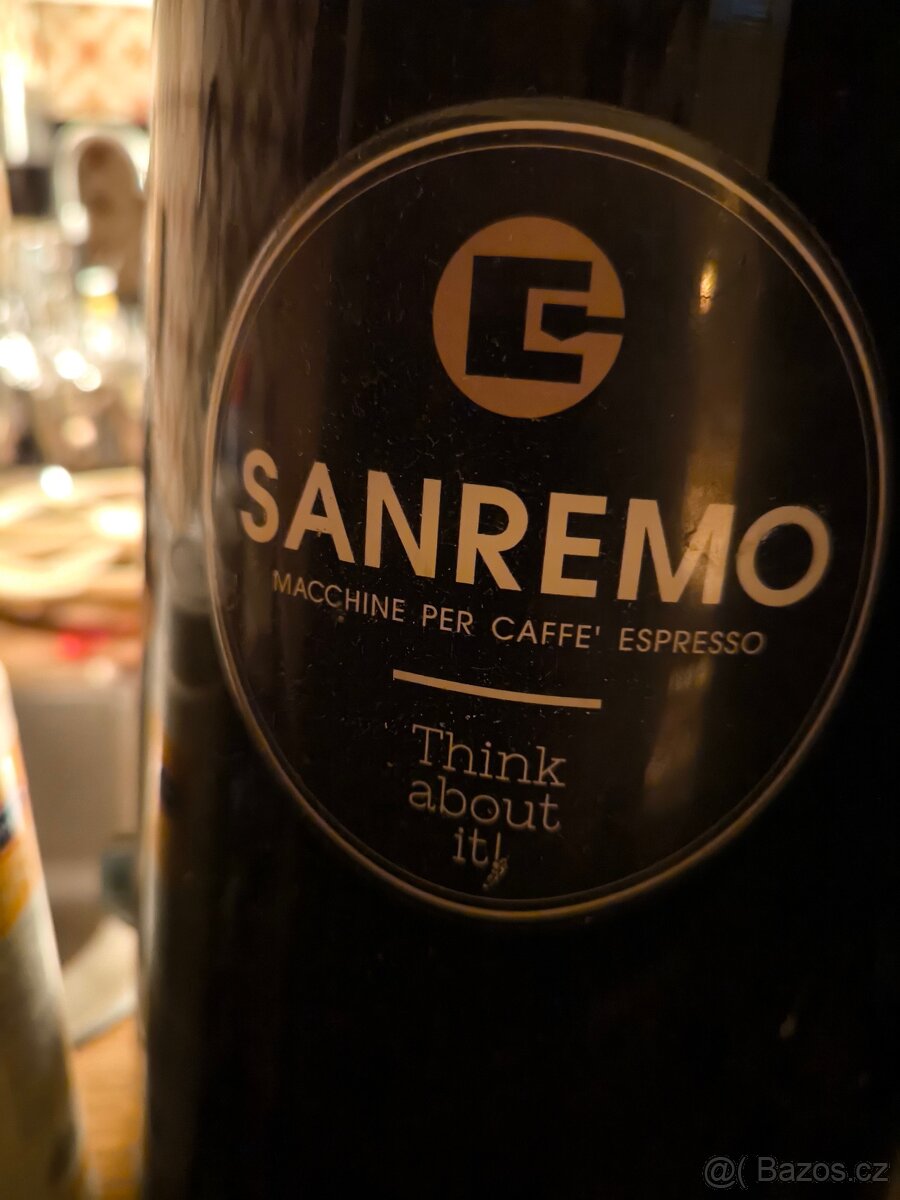 SANREMO
MACCHINE PER CAFFE' ESPRESSO
Think
about
it!
@( Bazos.cz